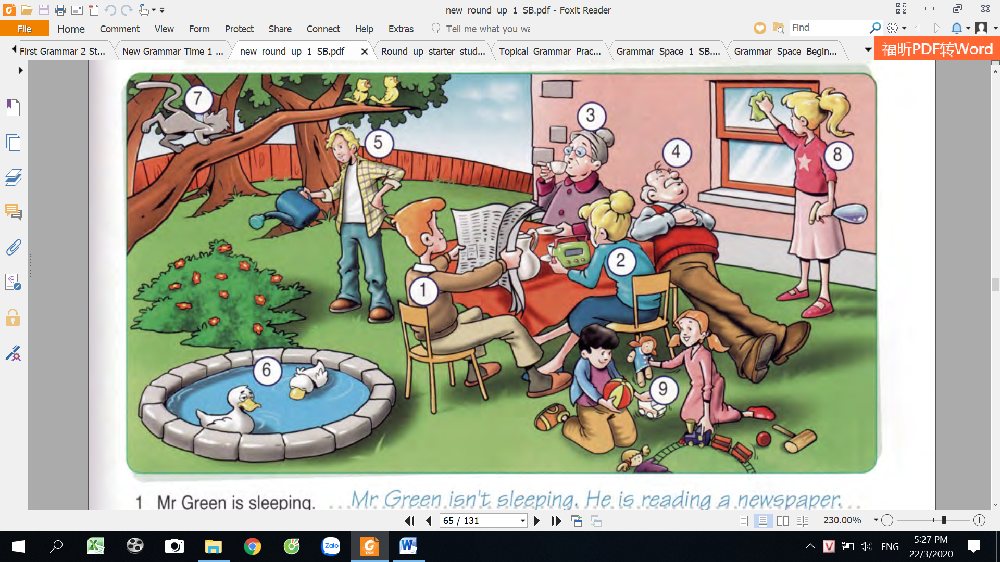 new_round_up_1_SB.pdf - Foxit Reader
File Home Comment View Form Protect Share Connect Help Extras Tell me what you wa Find
First Grammar 2 St... New Grammar Time 1 ... new_round_up_1_SB.pdf Round_up_starter_stud... Topical_Grammar_Prac... Grammar_Space_1_SB.... Grammar_Space_Begin... 福昕PDF转Word
7
3
5
4
8
2
1
6
9
1 Mr Green is sleeping. Mr Green isn't sleeping. He is reading a newspaper.
65 / 131 230.00%
Zalo PDF ENG 5:27 PM
22/3/2020